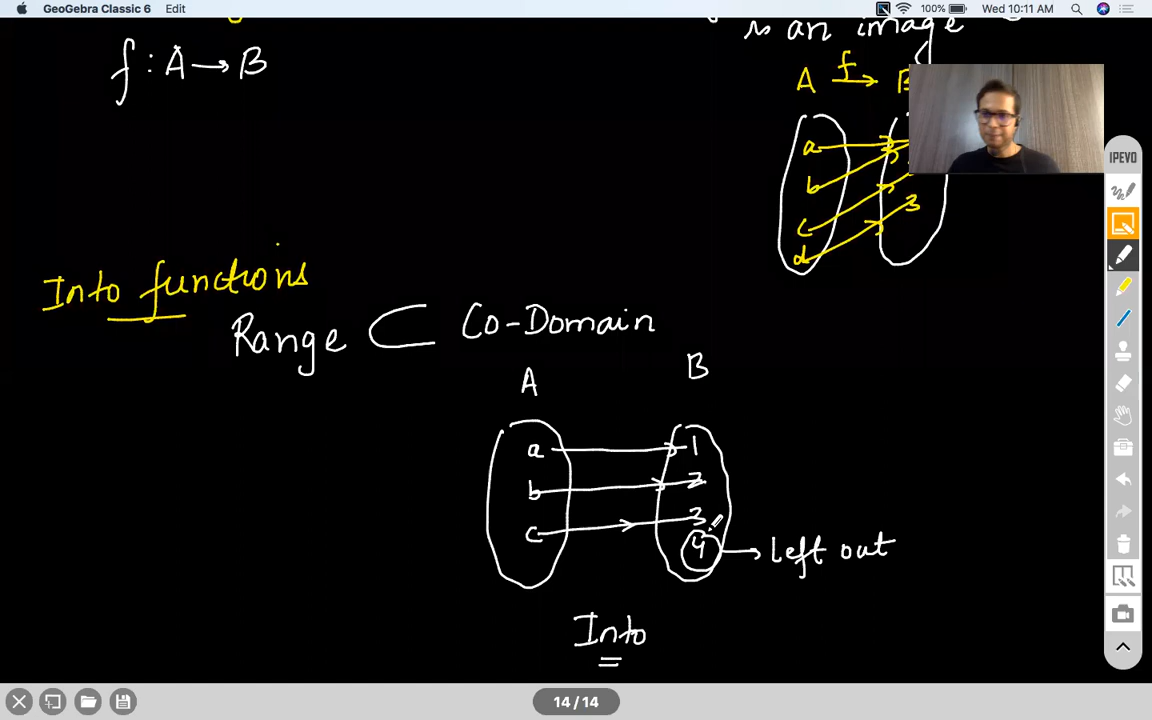 GeoGebra Classic 6 Edit 100% Wed 10:11 AM
is an image
f : A → B
A f → B
a
b
c
3
d
IPEVO
Into functions
Range ⊂ Co-Domain
A B
a 1
b 2
c 3
4 → left out
Into
14 / 14